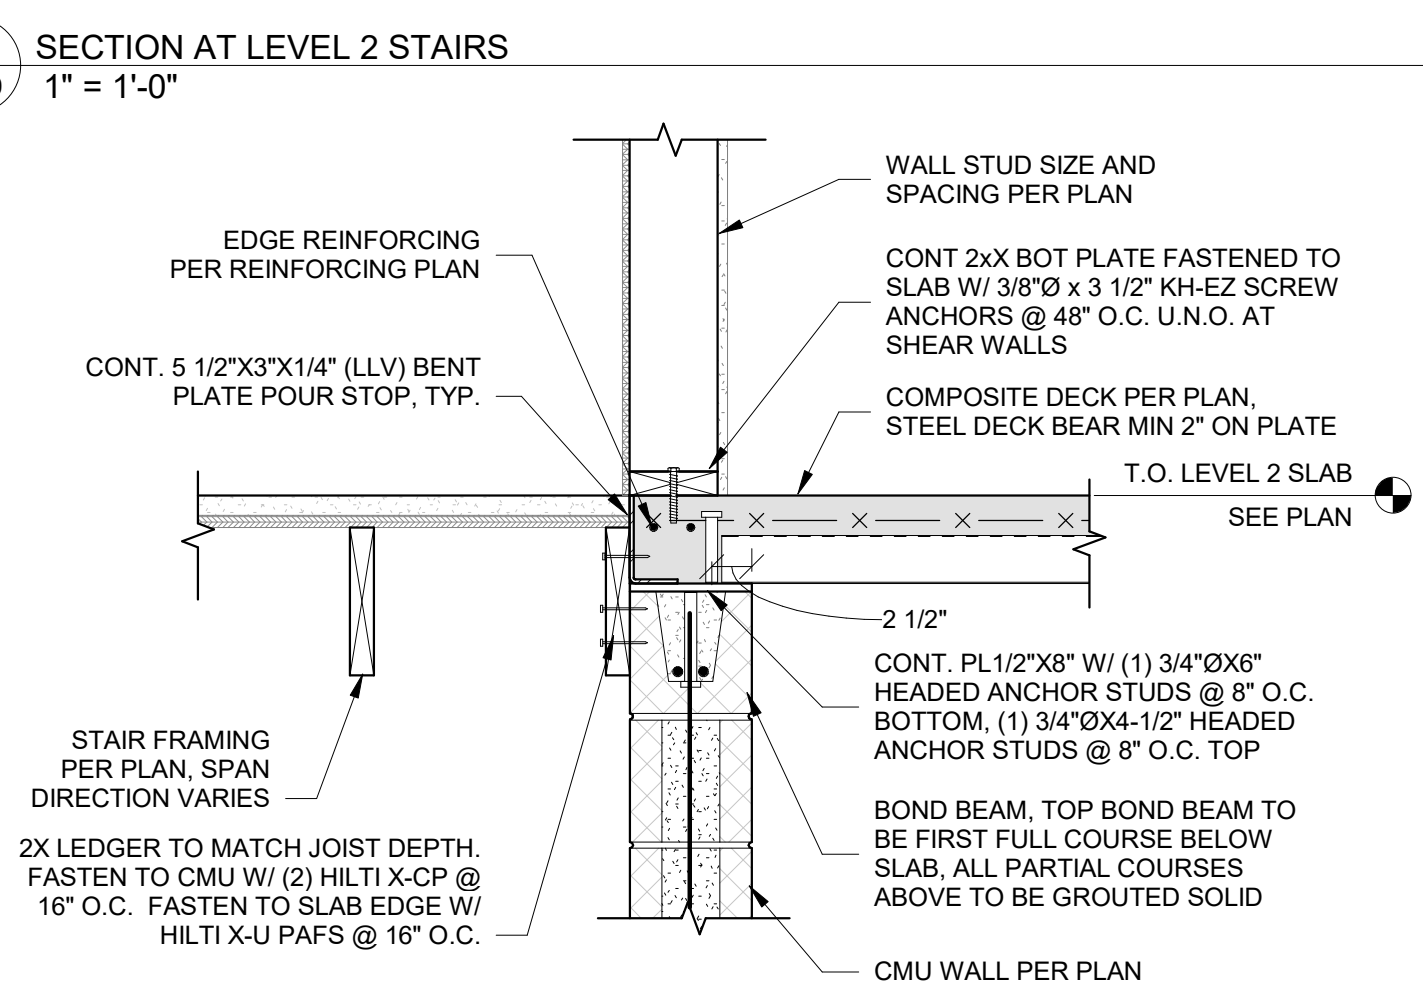 SECTION AT LEVEL 2 STAIRS
1" = 1'-0"
WALL STUD SIZE AND
SPACING PER PLAN
EDGE REINFORCING
PER REINFORCING PLAN
CONT 2xX BOT PLATE FASTENED TO
SLAB W/ 3/8"Ø x 3 1/2" KH-EZ SCREW
ANCHORS @ 48" O.C. U.N.O. AT
SHEAR WALLS
CONT. 5 1/2"X3"X1/4" (LLV) BENT
PLATE POUR STOP, TYP.
COMPOSITE DECK PER PLAN,
STEEL DECK BEAR MIN 2" ON PLATE
T.O. LEVEL 2 SLAB
SEE PLAN
2 1/2"
CONT. PL1/2"X8" W/ (1) 3/4"ØX6"
HEADED ANCHOR STUDS @ 8" O.C.
BOTTOM, (1) 3/4"ØX4-1/2" HEADED
ANCHOR STUDS @ 8" O.C. TOP
STAIR FRAMING
PER PLAN, SPAN
DIRECTION VARIES
BOND BEAM, TOP BOND BEAM TO
BE FIRST FULL COURSE BELOW
SLAB, ALL PARTIAL COURSES
ABOVE TO BE GROUTED SOLID
2X LEDGER TO MATCH JOIST DEPTH.
FASTEN TO CMU W/ (2) HILTI X-CP @
16" O.C.  FASTEN TO SLAB EDGE W/
HILTI X-U PAFS @ 16" O.C.
CMU WALL PER PLAN